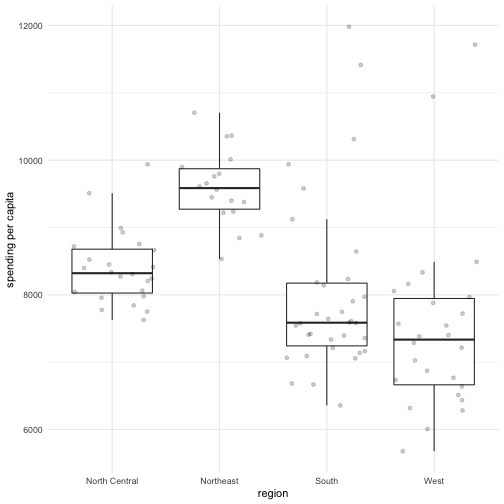 12000
10000
8000
6000
spending per capita
North Central
Northeast
South
West
region